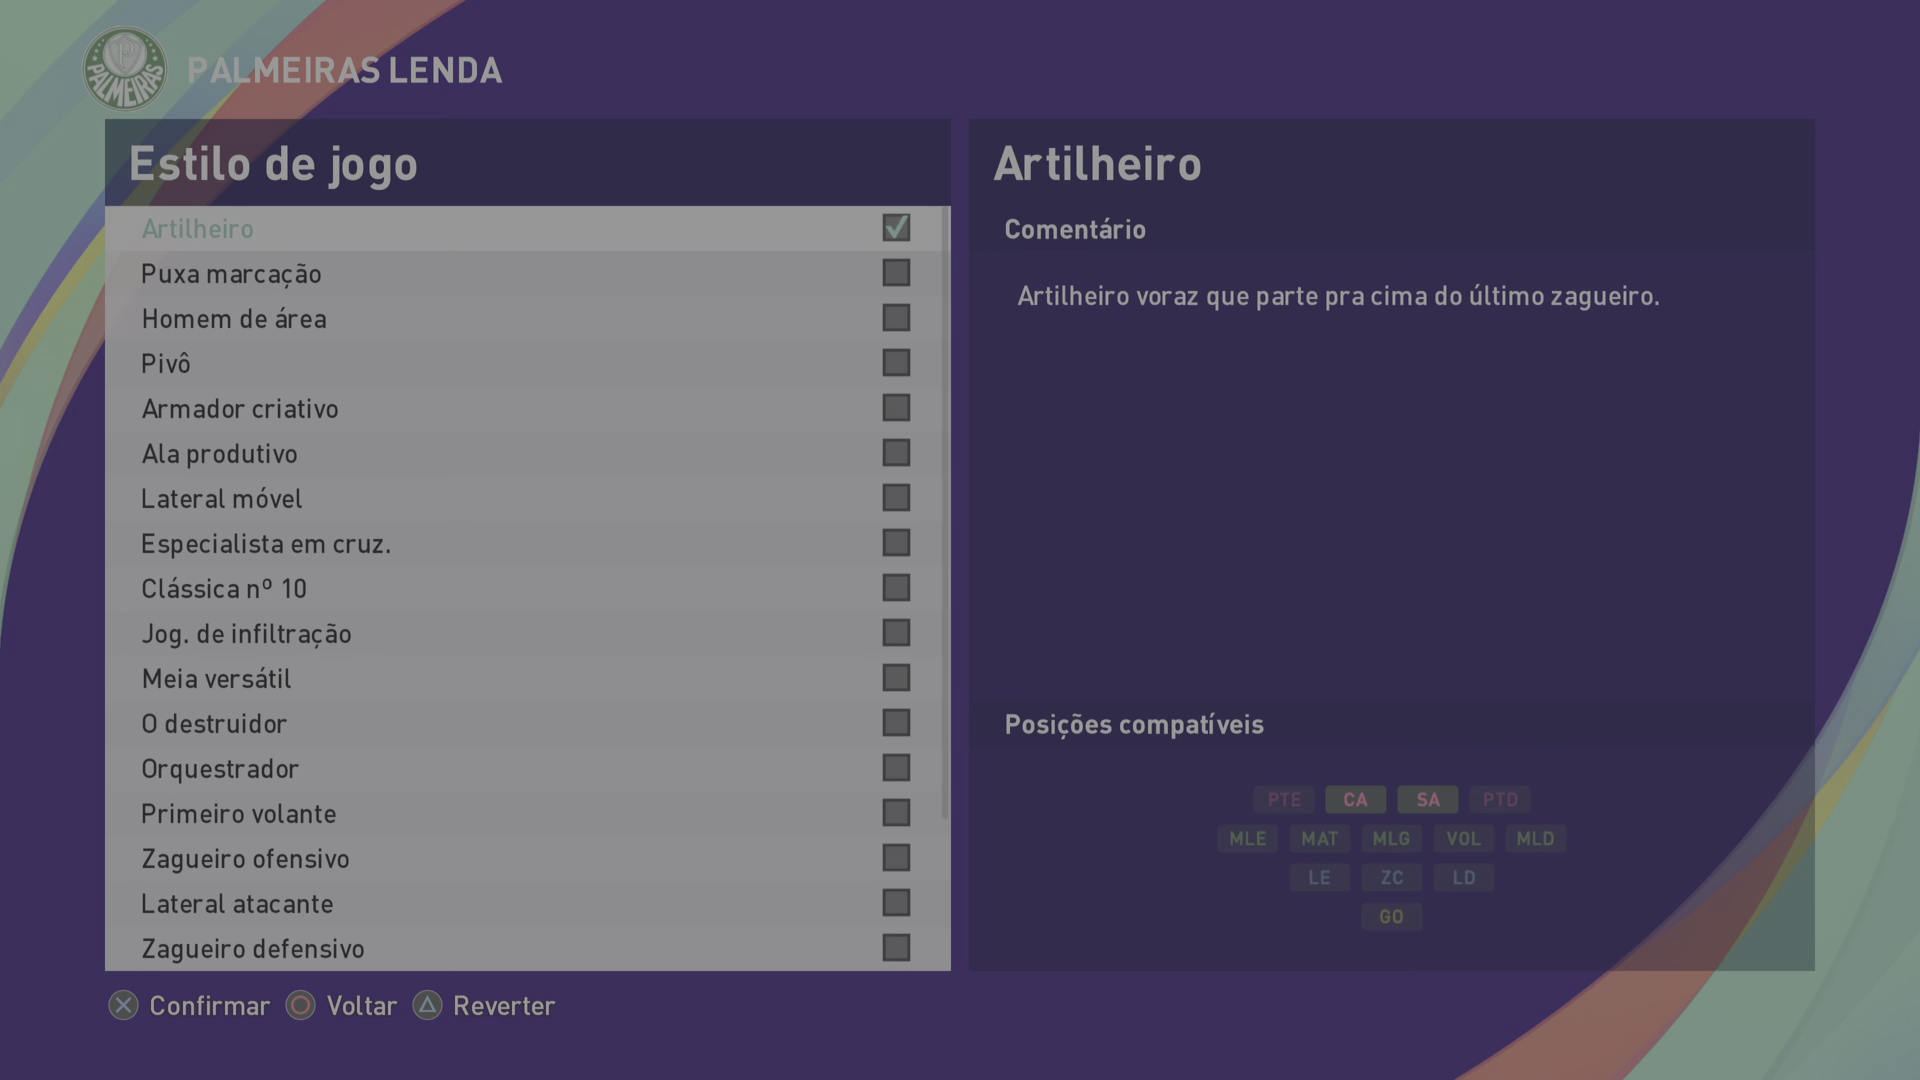 PALMEIRAS
PALMEIRAS LENDA
Estilo de jogo
Artilheiro
Puxa marcação
Homem de área
Pivô
Armador criativo
Ala produtivo
Lateral móvel
Especialista em cruz.
Clássica nº 10
Jog. de infiltração
Meia versátil
O destruidor
Orquestrador
Primeiro volante
Zagueiro ofensivo
Lateral atacante
Zagueiro defensivo
Artilheiro
Comentário
Artilheiro voraz que parte pra cima do último zagueiro.
Posições compatíveis
PTE CA SA PTD
MLE MAT MLG VOL MLD
LE ZC LD
GO
Confirmar Voltar Reverter